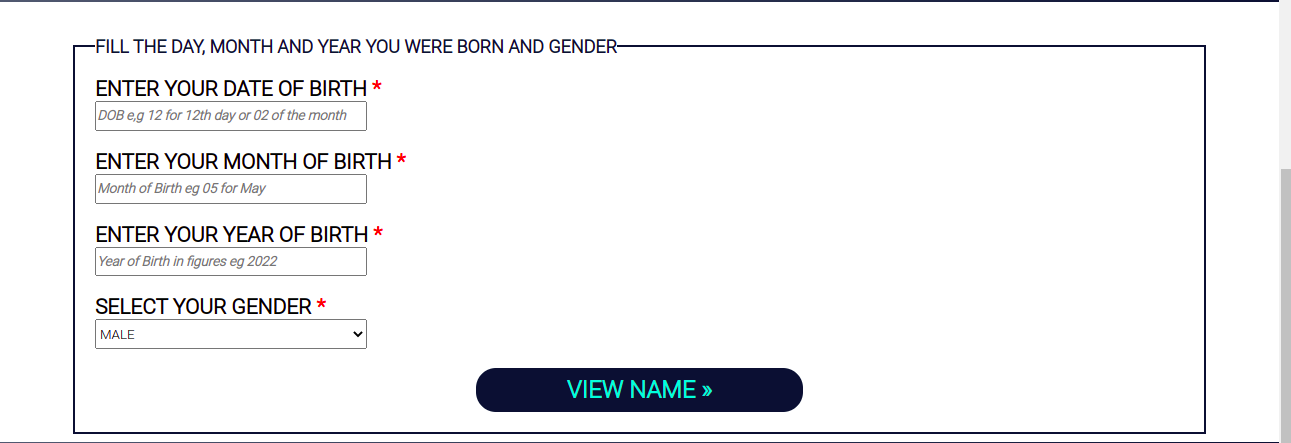 FILL THE DAY, MONTH AND YEAR YOU WERE BORN AND GENDER
ENTER YOUR DATE OF BIRTH *
DOB e,g 12 for 12th day or 02 of the month
ENTER YOUR MONTH OF BIRTH *
Month of Birth eg 05 for May
ENTER YOUR YEAR OF BIRTH *
Year of Birth in figures eg 2022
SELECT YOUR GENDER *
MALE
VIEW NAME »